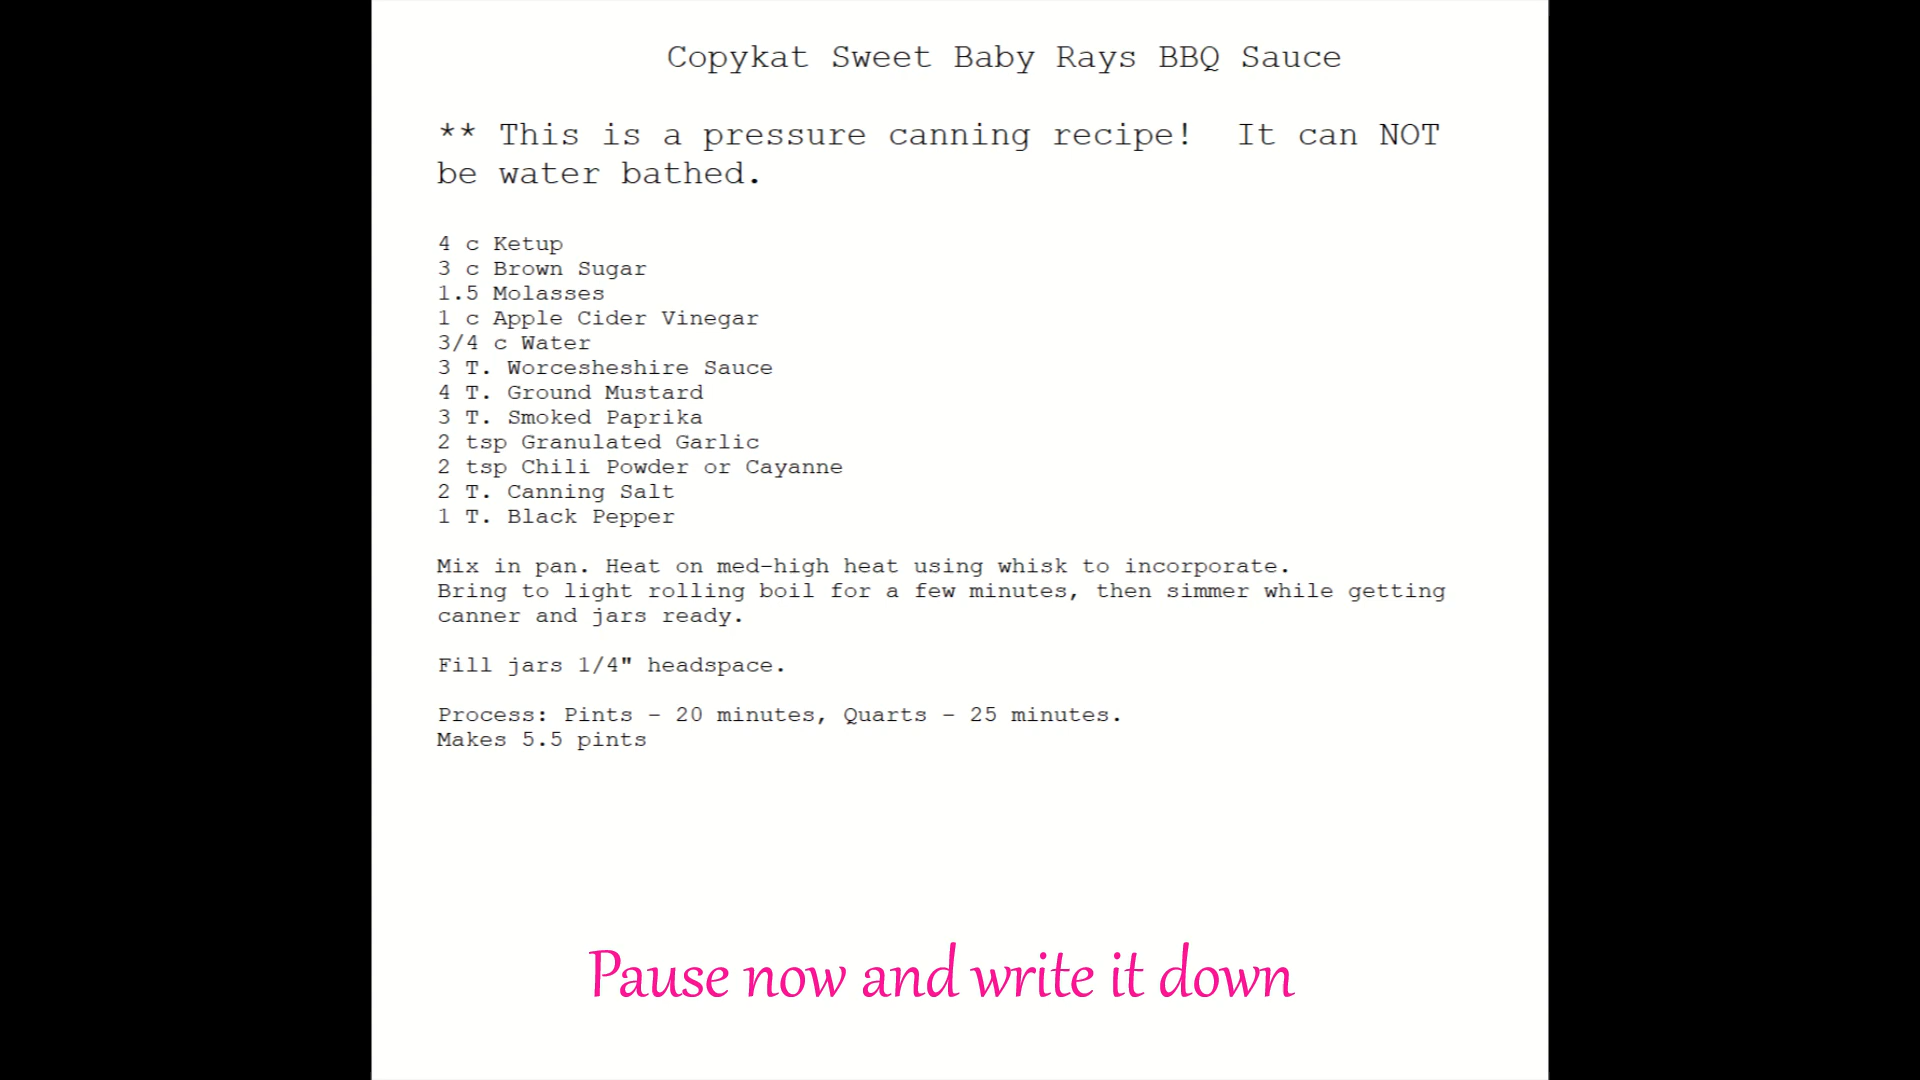 Copykat Sweet Baby Rays BBQ Sauce
** This is a pressure canning recipe!  It can NOT
be water bathed.
4 c Ketup
3 c Brown Sugar
1.5 Molasses
1 c Apple Cider Vinegar
3/4 c Water
3 T. Worcesheshire Sauce
4 T. Ground Mustard
3 T. Smoked Paprika
2 tsp Granulated Garlic
2 tsp Chili Powder or Cayanne
2 T. Canning Salt
1 T. Black Pepper
Mix in pan. Heat on med-high heat using whisk to incorporate.
Bring to light rolling boil for a few minutes, then simmer while getting
canner and jars ready.
Fill jars 1/4" headspace.
Process: Pints – 20 minutes, Quarts – 25 minutes.
Makes 5.5 pints
Pause now and write it down